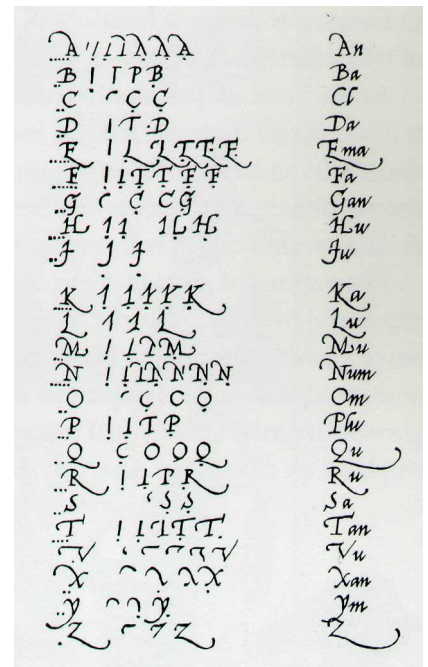 A An
B Ba
C Cl
D Da
E Ema
F Fa
G Gan
H Hu
J Ju
K Ka
L Lu
M Mu
N Num
O Om
P Plu
Q Qu
R Ru
S Sa
T Tan
V Vu
X Xan
Y Ym
Z Z